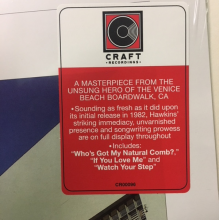 CRAFT
RECORDINGS
A MASTERPIECE FROM THE
UNSUNG HERO OF THE VENICE
BEACH BOARDWALK, CA
• Sounding as fresh as it did upon
its initial release in 1982, Hawkins'
striking immediacy, unvarnished
presence and songwriting prowess
are on full display throughout
• Includes:
"Who's Got My Natural Comb?,"
"If You Love Me" and
"Watch Your Step"